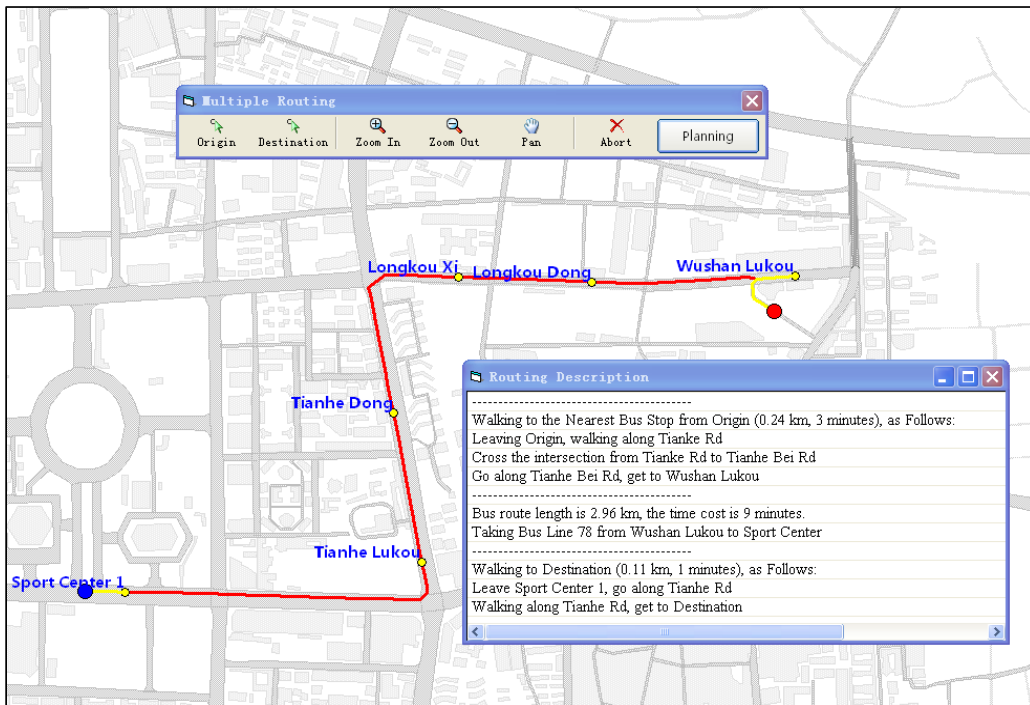 Multiple Routing
Origin Destination Zoom In Zoom Out Pan Abort Planning
Longkou Xi Longkou Dong Wushan Lukou
Tianhe Dong
Tianhe Lukou
Sport Center 1
Routing Description
----------------------------------------
Walking to the Nearest Bus Stop from Origin (0.24 km, 3 minutes), as Follows:
Leaving Origin, walking along Tianke Rd
Cross the intersection from Tianke Rd to Tianhe Bei Rd
Go along Tianhe Bei Rd, get to Wushan Lukou
----------------------------------------
Bus route length is 2.96 km, the time cost is 9 minutes.
Taking Bus Line 78 from Wushan Lukou to Sport Center
----------------------------------------
Walking to Destination (0.11 km, 1 minutes), as Follows:
Leave Sport Center 1, go along Tianhe Rd
Walking along Tianhe Rd, get to Destination